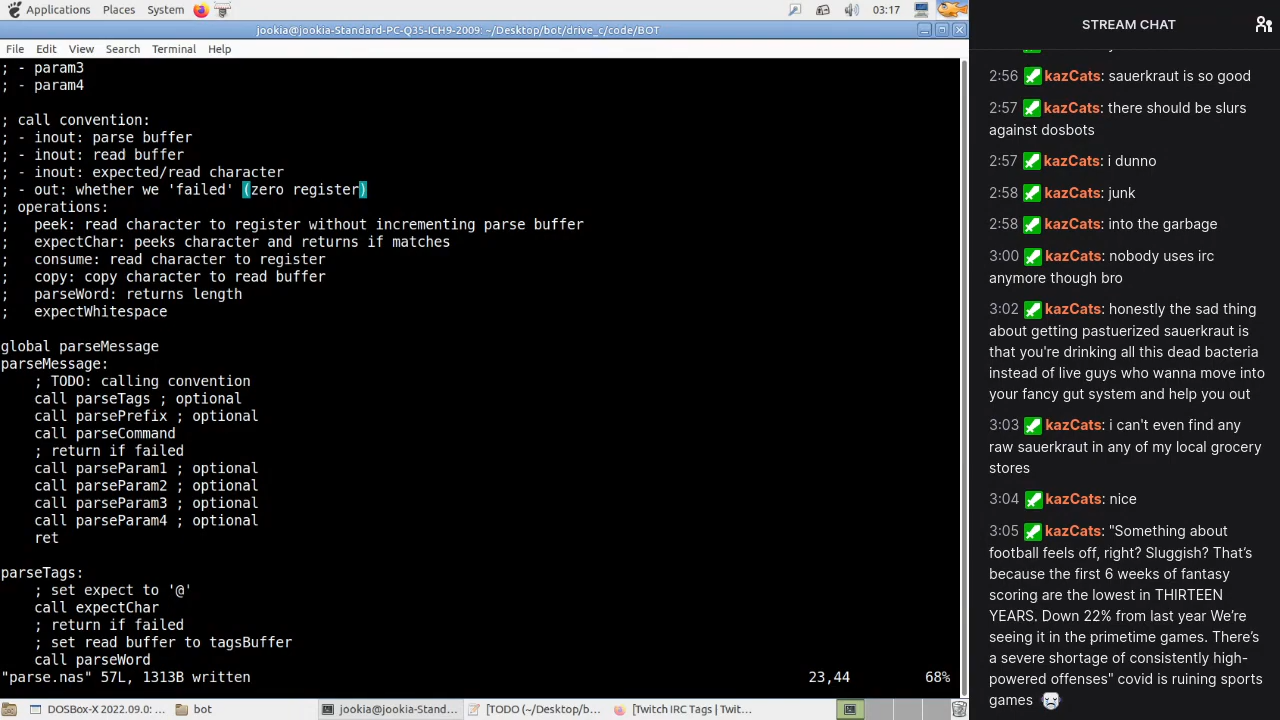 Applications Places System 03:17
jookia@jookia-Standard-PC-Q35-ICH9-2009: ~/Desktop/bot/drive_c/code/BOT
File Edit View Search Terminal Help
; - param3
; - param4
; call convention:
; - inout: parse buffer
; - inout: read buffer
; - inout: expected/read character
; - out: whether we 'failed' (zero register)
; operations:
;   peek: read character to register without incrementing parse buffer
;   expectChar: peeks character and returns if matches
;   consume: read character to register
;   copy: copy character to read buffer
;   parseWord: returns length
;   expectWhitespace
global parseMessage
parseMessage:
    ; TODO: calling convention
    call parseTags ; optional
    call parsePrefix ; optional
    call parseCommand
    ; return if failed
    call parseParam1 ; optional
    call parseParam2 ; optional
    call parseParam3 ; optional
    call parseParam4 ; optional
    ret
parseTags:
    ; set expect to '@'
    call expectChar
    ; return if failed
    ; set read buffer to tagsBuffer
    call parseWord
"parse.nas" 57L, 1313B written 23,44 68%
DOSBox-X 2022.09.0: ... bot jookia@jookia-Stand... [TODO (~/Desktop/b... [Twitch IRC Tags | Twit...
STREAM CHAT
2:56 kazCats: sauerkraut is so good
2:57 kazCats: there should be slurs
against dosbots
2:57 kazCats: i dunno
2:58 kazCats: junk
2:58 kazCats: into the garbage
3:00 kazCats: nobody uses irc
anymore though bro
3:02 kazCats: honestly the sad thing
about getting pastuerized sauerkraut is
that you're drinking all this dead bacteria
instead of live guys who wanna move into
your fancy gut system and help you out
3:03 kazCats: i can't even find any
raw sauerkraut in any of my local grocery
stores
3:04 kazCats: nice
3:05 kazCats: "Something about
football feels off, right? Sluggish? That's
because the first 6 weeks of fantasy
scoring are the lowest in THIRTEEN
YEARS. Down 22% from last year We're
seeing it in the primetime games. There's
a severe shortage of consistently high-
powered offenses" covid is ruining sports
games